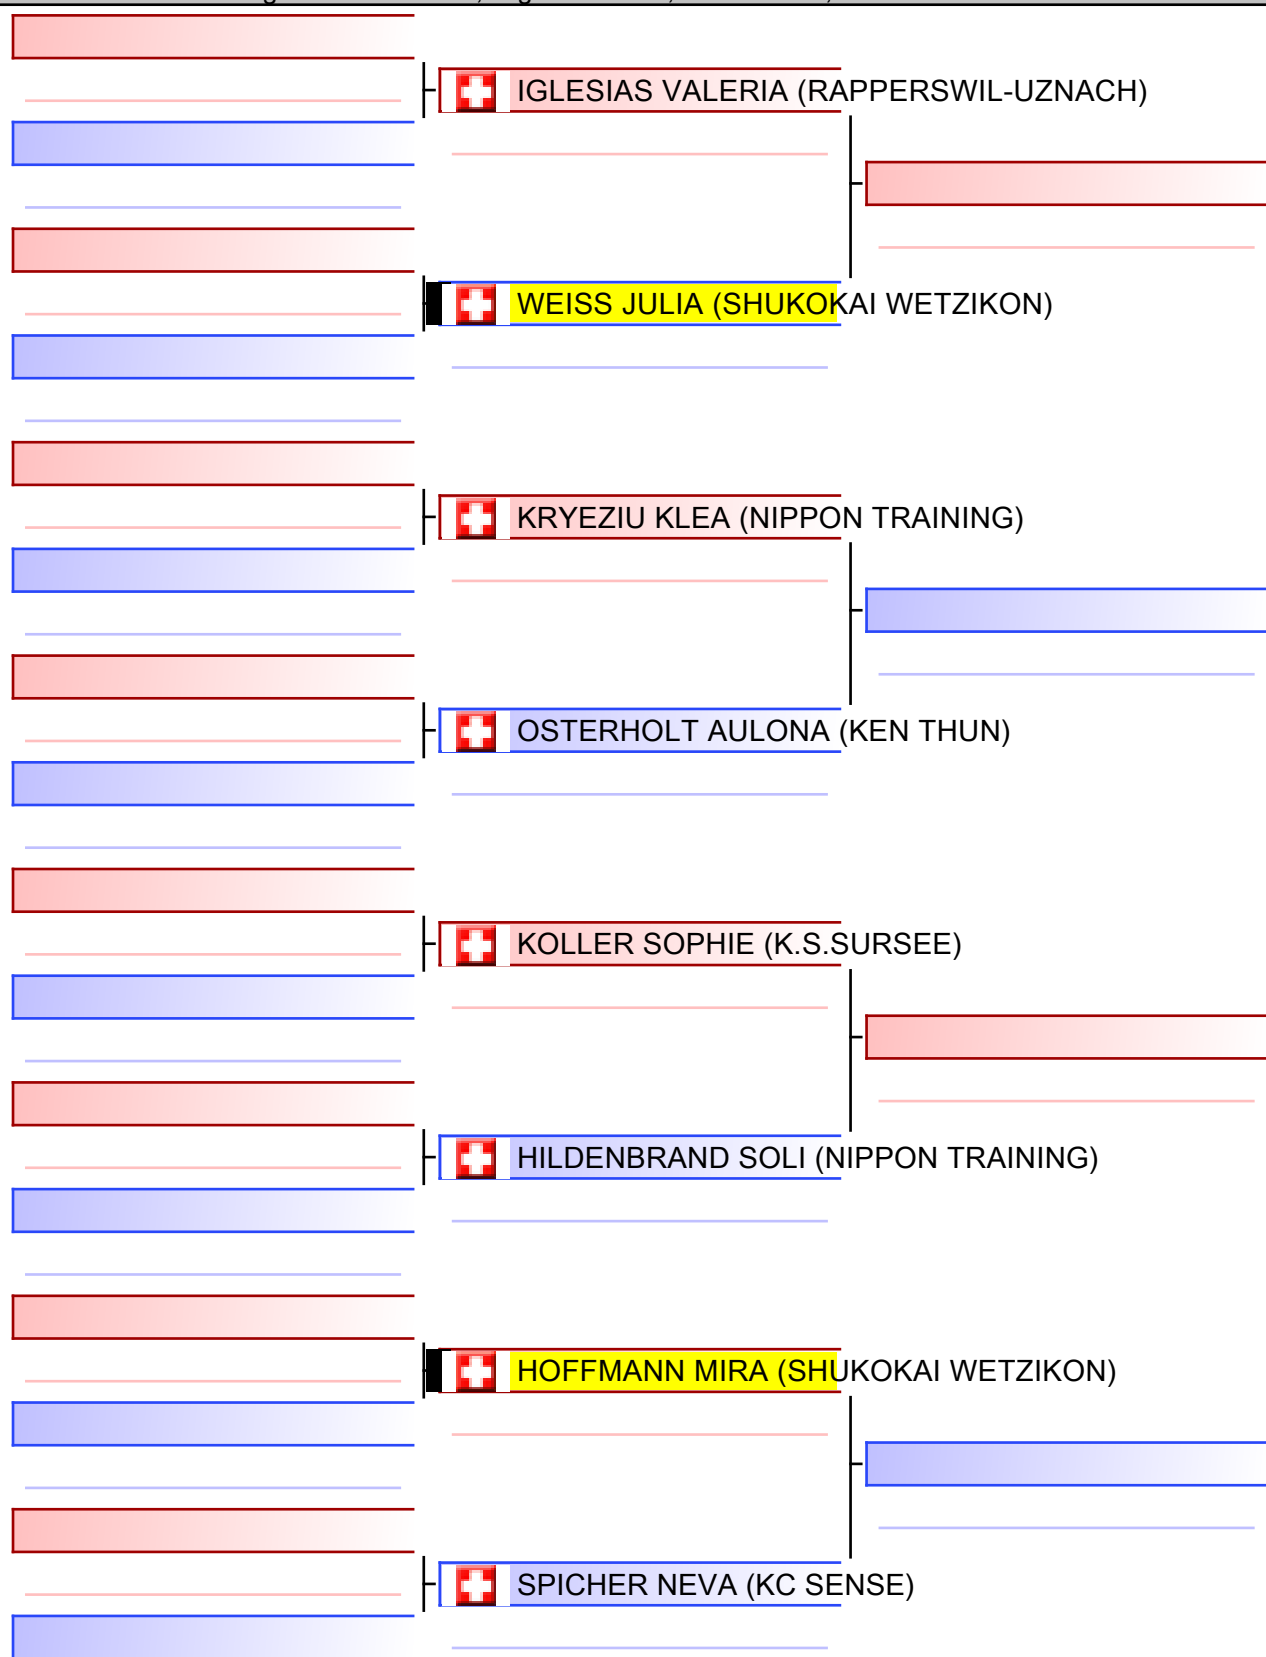 IGLESIAS VALERIA (RAPPERSWIL-UZNACH)
WEISS JULIA (SHUKOKAI WETZIKON)
KRYEZIU KLEA (NIPPON TRAINING)
OSTERHOLT AULONA (KEN THUN)
KOLLER SOPHIE (K.S.SURSEE)
HILDENBRAND SOLI (NIPPON TRAINING)
HOFFMANN MIRA (SHUKOKAI WETZIKON)
SPICHER NEVA (KC SENSE)